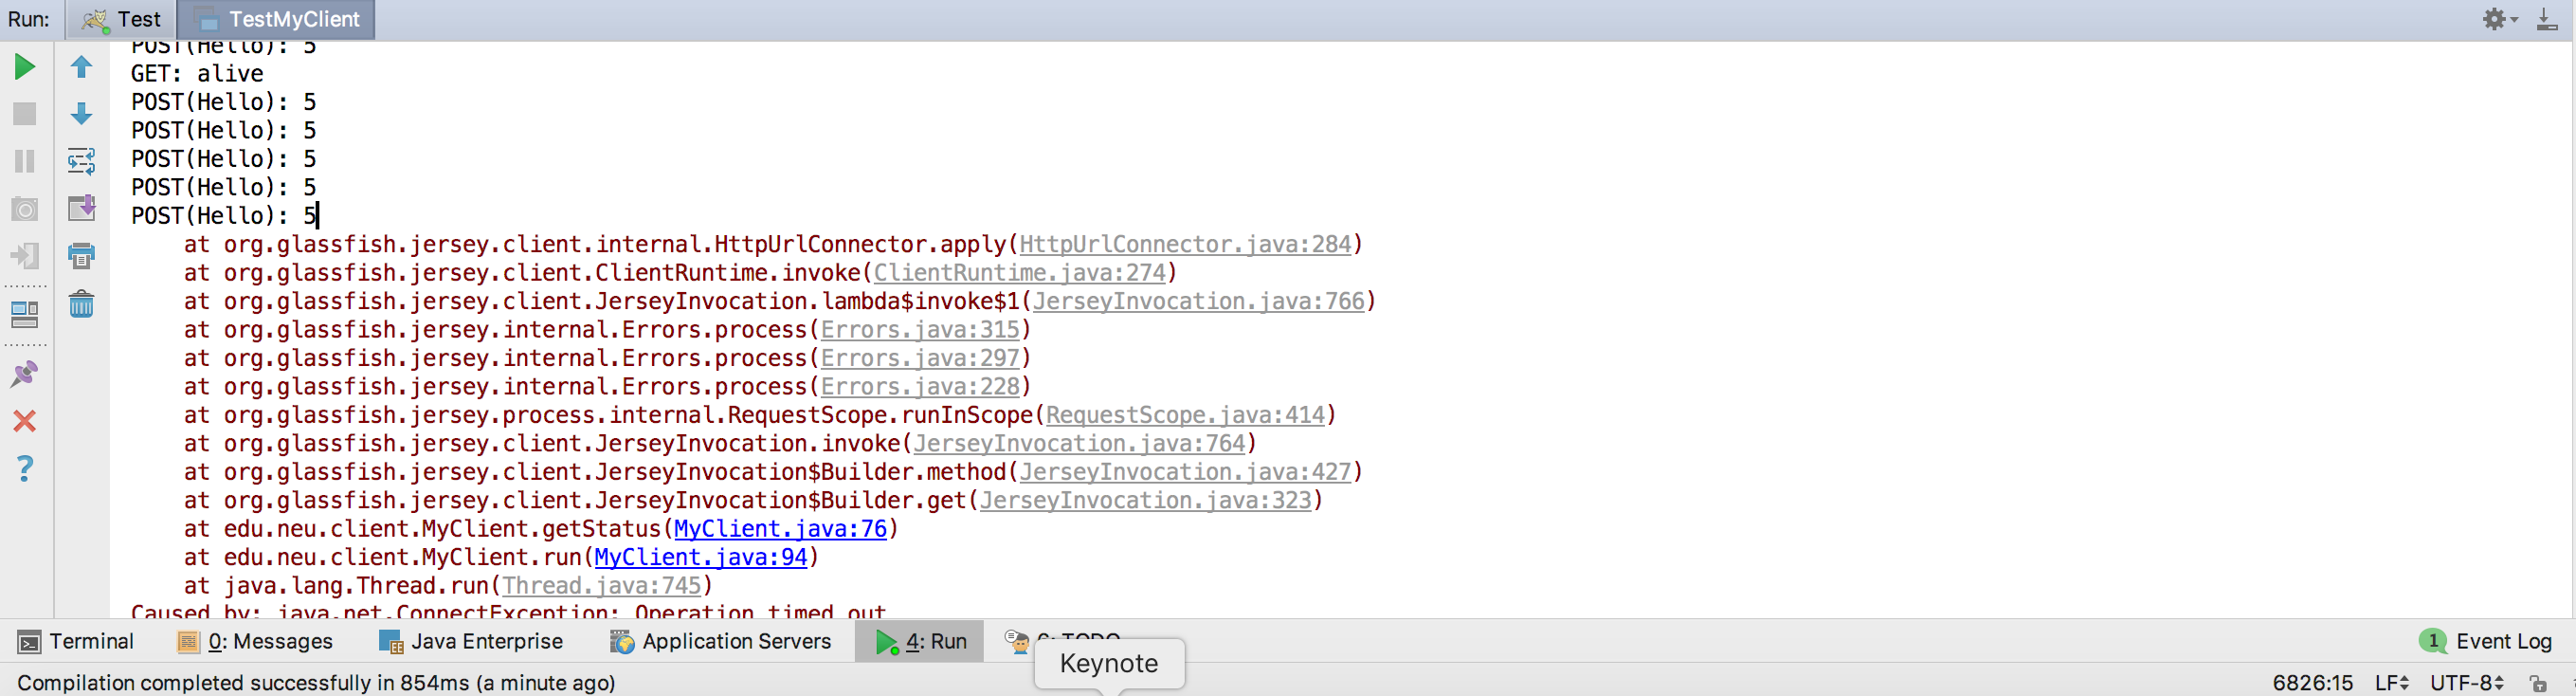 Run: Test TestMyClient
POST(Hello): 5
GET: alive
POST(Hello): 5
POST(Hello): 5
POST(Hello): 5
POST(Hello): 5
POST(Hello): 5
at org.glassfish.jersey.client.internal.HttpUrlConnector.apply(HttpUrlConnector.java:284)
at org.glassfish.jersey.client.ClientRuntime.invoke(ClientRuntime.java:274)
at org.glassfish.jersey.client.JerseyInvocation.lambda$invoke$1(JerseyInvocation.java:766)
at org.glassfish.jersey.internal.Errors.process(Errors.java:315)
at org.glassfish.jersey.internal.Errors.process(Errors.java:297)
at org.glassfish.jersey.internal.Errors.process(Errors.java:228)
at org.glassfish.jersey.process.internal.RequestScope.runInScope(RequestScope.java:414)
at org.glassfish.jersey.client.JerseyInvocation.invoke(JerseyInvocation.java:764)
at org.glassfish.jersey.client.JerseyInvocation$Builder.method(JerseyInvocation.java:427)
at org.glassfish.jersey.client.JerseyInvocation$Builder.get(JerseyInvocation.java:323)
at edu.neu.client.MyClient.getStatus(MyClient.java:76)
at edu.neu.client.MyClient.run(MyClient.java:94)
at java.lang.Thread.run(Thread.java:745)
Caused by: java.net.ConnectException: Operation timed out
Terminal 0: Messages Java Enterprise Application Servers 4: Run 6: TODO 1 Event Log
Keynote
Compilation completed successfully in 854ms (a minute ago) 6826:15 LF UTF-8